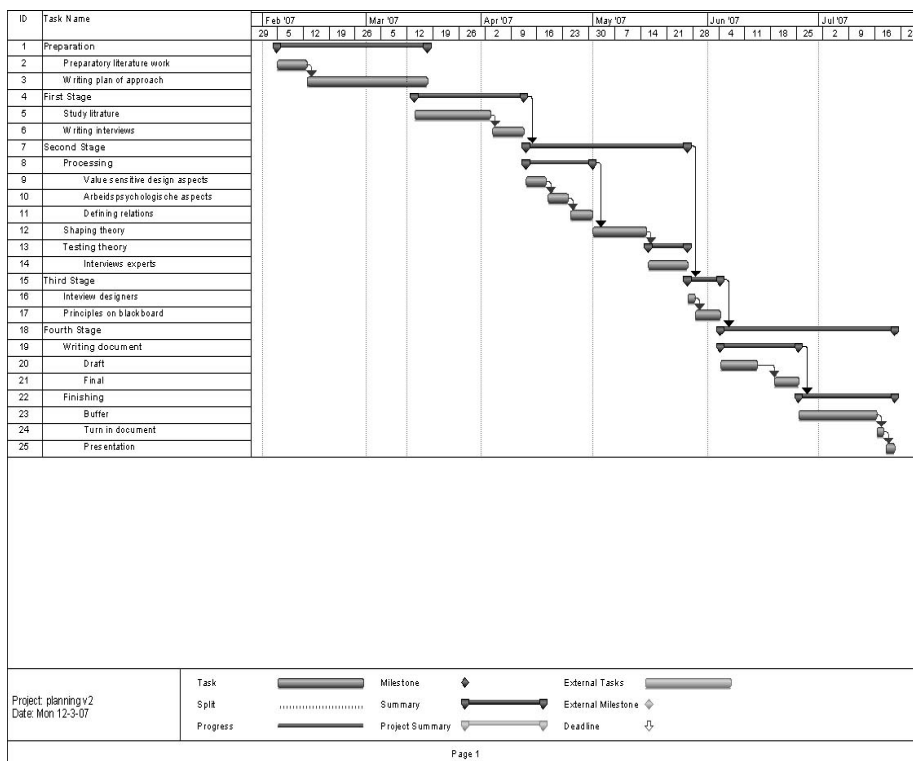 ID Task Name Feb '07 Mar '07 Apr '07 May '07 Jun '07 Jul '07
29 5 12 19 26 5 12 19 26 2 9 16 23 30 7 14 21 28 4 11 18 25 2 9 16 2
1 Preparation
2 Preparatory literature work
3 Writing plan of approach
4 First Stage
5 Study litrature
6 Writing interviews
7 Second Stage
8 Processing
9 Value sensitive design aspects
10 Arbeidspsychologische aspects
11 Defining relations
12 Shaping theory
13 Testing theory
14 Interviews experts
15 Third Stage
16 Inteview designers
17 Principles on blackboard
18 Fourth Stage
19 Writing document
20 Draft
21 Final
22 Finishing
23 Buffer
24 Turn in document
25 Presentation
Project: planning v2
Date: Mon 12-3-07
Task Milestone External Tasks
Split Summary External Milestone
Progress Project Summary Deadline
Page 1